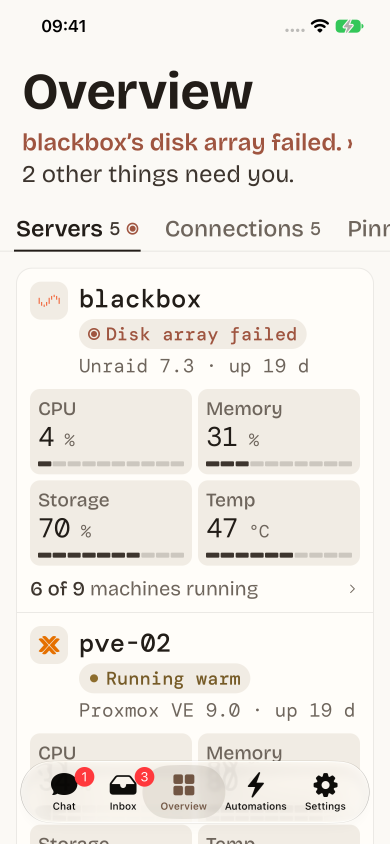 09:41
Overview
blackbox’s disk array failed. ›
2 other things need you.
Servers 5 Connections 5 Pinn
blackbox
Disk array failed
Unraid 7.3 · up 19 d
CPU Memory
4 % 31 %
Storage Temp
70 % 47 °C
6 of 9 machines running
pve-02
Running warm
Proxmox VE 9.0 · up 19 d
CPU Memory
1 3
Chat Inbox Overview Automations Settings
Storage Temp